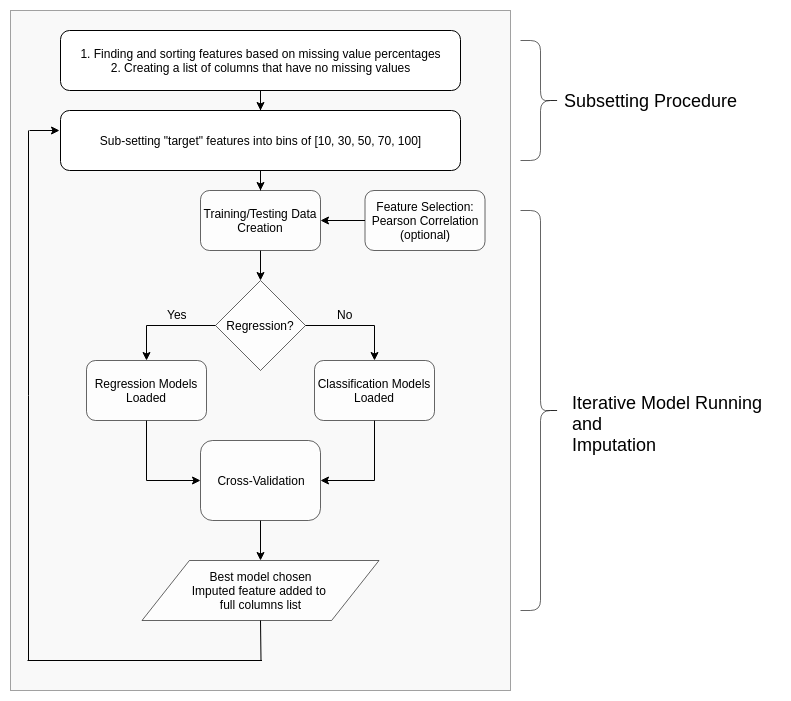 1. Finding and sorting features based on missing value percentages
2. Creating a list of columns that have no missing values
Subsetting Procedure
Sub-setting "target" features into bins of [10, 30, 50, 70, 100]
Training/Testing Data
Creation
Feature Selection:
Pearson Correlation
(optional)
Regression?
Yes
No
Regression Models
Loaded
Classification Models
Loaded
Iterative Model Running
and
Imputation
Cross-Validation
Best model chosen
Imputed feature added to
full columns list